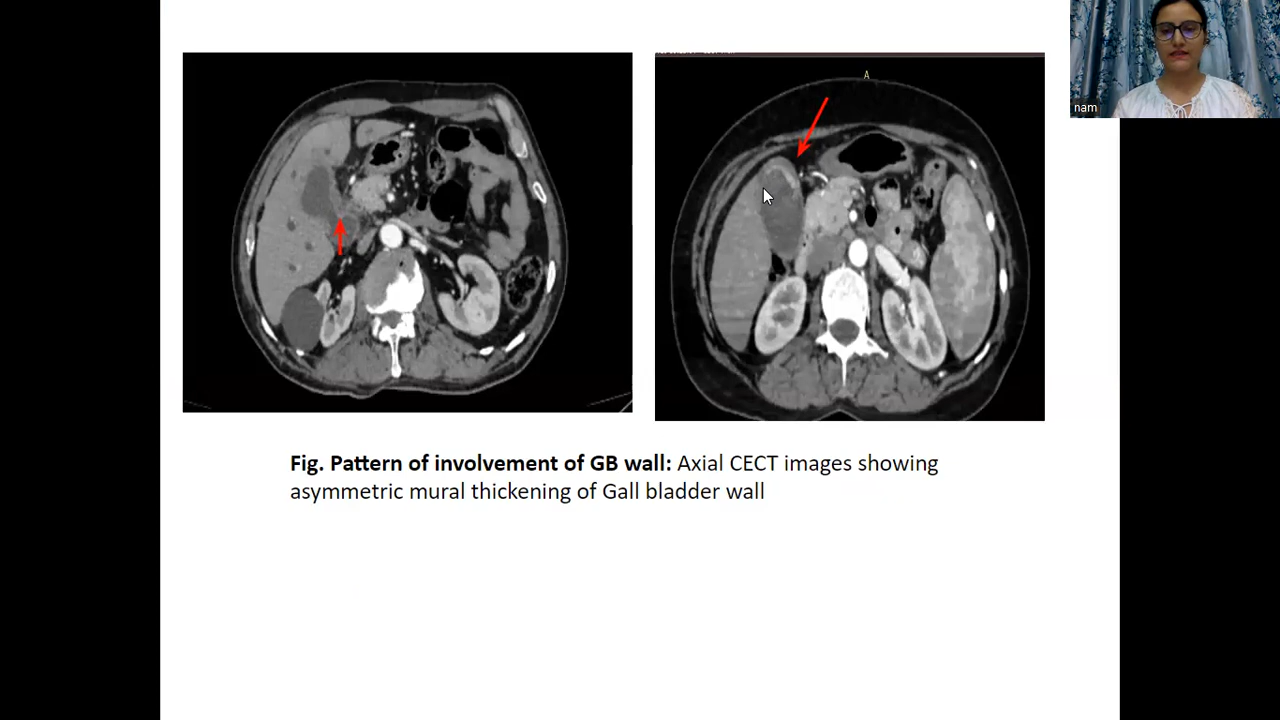 A
nam
Fig. Pattern of involvement of GB wall: Axial CECT images showing
asymmetric mural thickening of Gall bladder wall